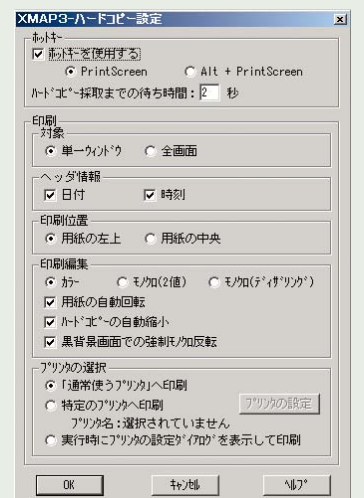 XMAP3-ハードコピー設定
ホットキー
ホットキーを使用する
PrintScreen Alt + PrintScreen
ハードコピー採取までの待ち時間: 2 秒
印刷
対象
単一ウィンドウ 全画面
ヘッダ情報
日付 時刻
印刷位置
用紙の左上 用紙の中央
印刷編集
カラー モノクロ(2値) モノクロ(ディザリング)
用紙の自動回転
ハードコピーの自動縮小
黒背景画面での強制モノクロ反転
プリンタの選択
「通常使うプリンタ」へ印刷
特定のプリンタへ印刷 プリンタの設定
プリンタ名:選択されていません
実行時にプリンタの設定ダイアログを表示して印刷
OK キャンセル ヘルプ